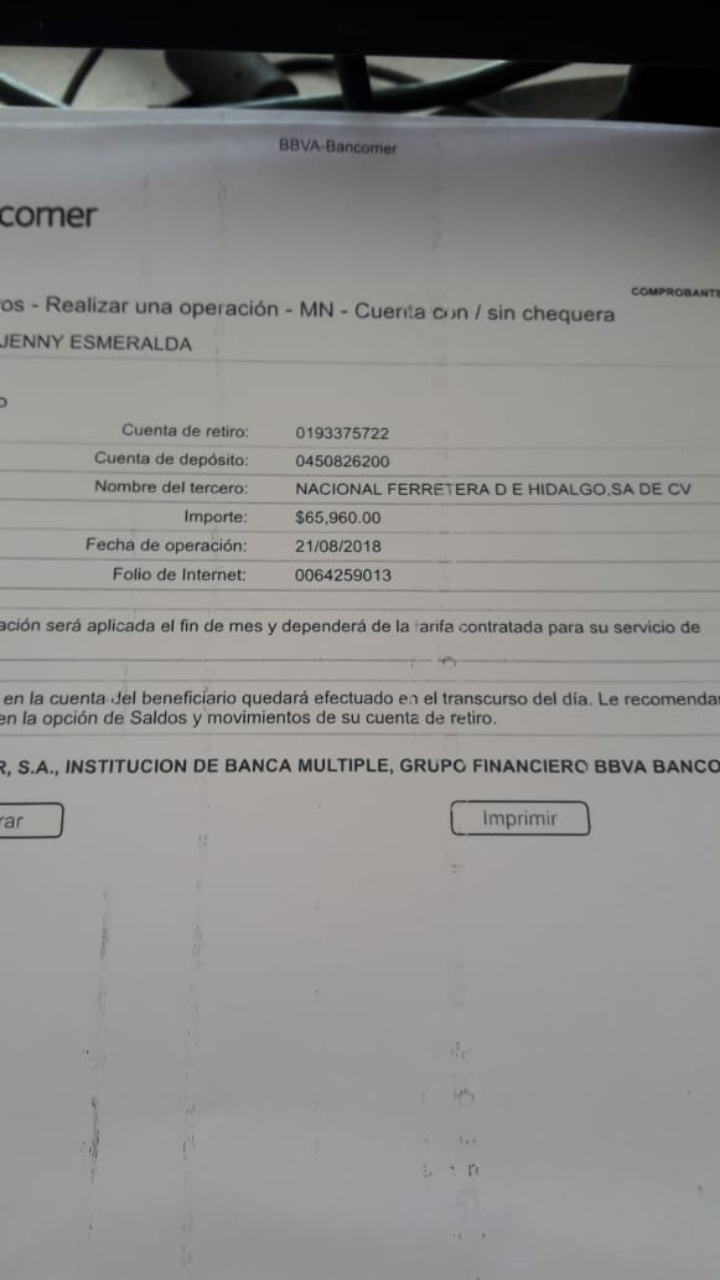 BBVA-Bancomer
comer
COMPROBANTE
os - Realizar una operación - MN - Cuenta con / sin chequera
JENNY ESMERALDA
O
Cuenta de retiro: 0193375722
Cuenta de depósito: 0450826200
Nombre del tercero: NACIONAL FERRETERA D E HIDALGO,SA DE CV
Importe: $65,960.00
Fecha de operación: 21/08/2018
Folio de Internet: 0064259013
ación será aplicada el fin de mes y dependerá de la tarifa contratada para su servicio de
en la cuenta del beneficiario quedará efectuado en el transcurso del día. Le recomenda
en la opción de Saldos y movimientos de su cuenta de retiro.
R, S.A., INSTITUCION DE BANCA MULTIPLE, GRUPO FINANCIERO BBVA BANCO
rar Imprimir